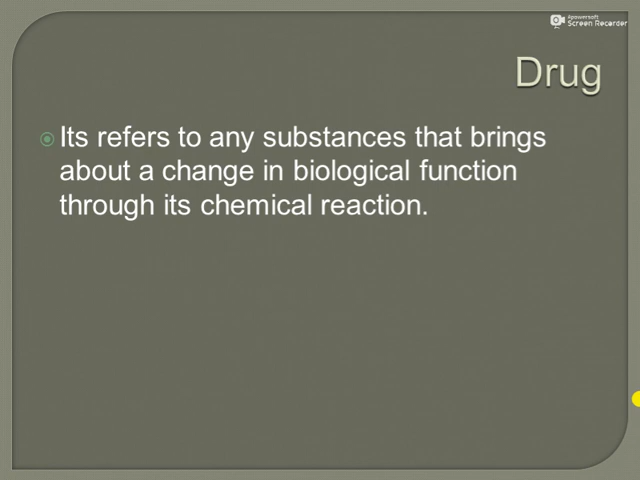 Apowersoft
Screen Recorder
Drug
Its refers to any substances that brings
about a change in biological function
through its chemical reaction.